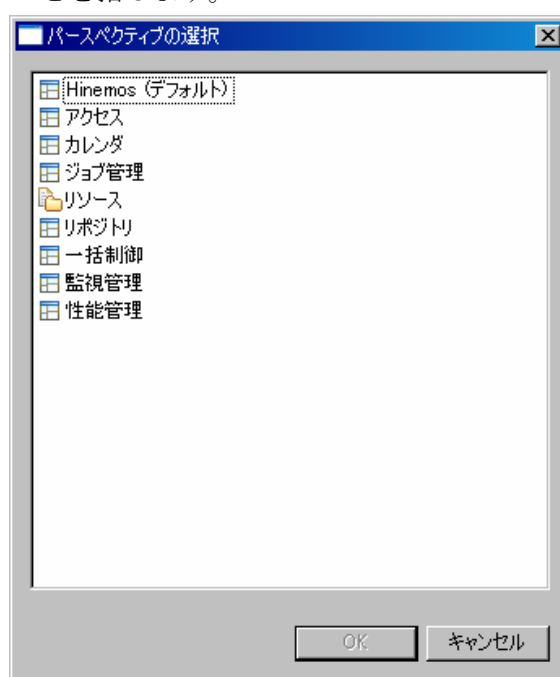 パースペクティブの選択
Hinemos (デフォルト)
アクセス
カレンダ
ジョブ管理
リソース
リポジトリ
一括制御
監視管理
性能管理
OK
キャンセル